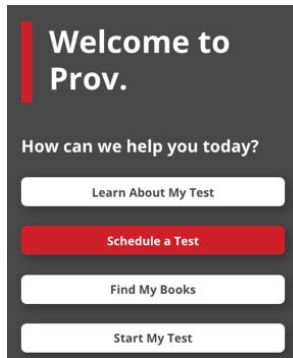 Welcome to
Prov.
How can we help you today?
Learn About My Test
Schedule a Test
Find My Books
Start My Test